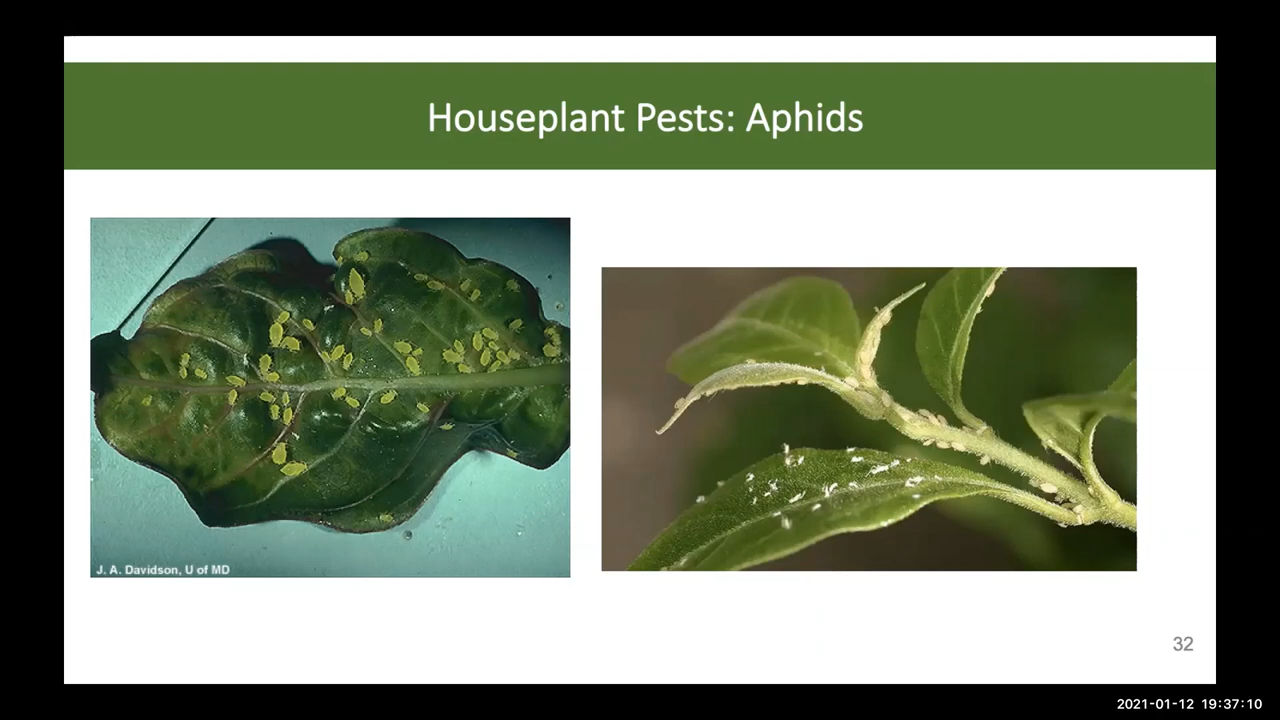 Houseplant Pests: Aphids
J. A. Davidson, U of MD
32
2021-01-12 19:37:10